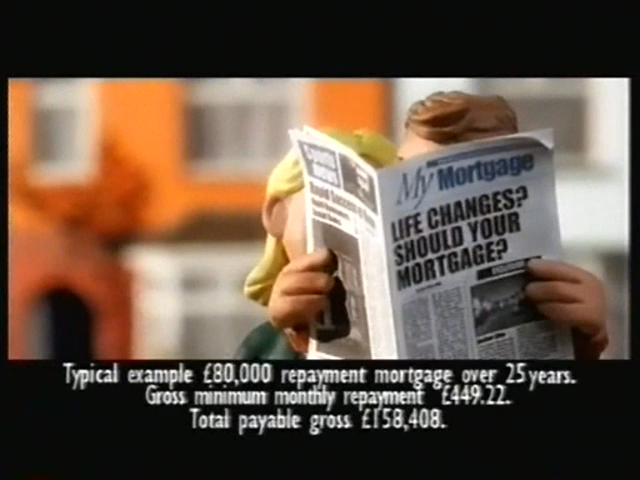 My Mortgage
LIFE CHANGES?
SHOULD YOUR
MORTGAGE?
Typical example £80,000 repayment mortgage over 25 years.
Gross minimum monthly repayment £449.22.
Total payable gross £158,408.